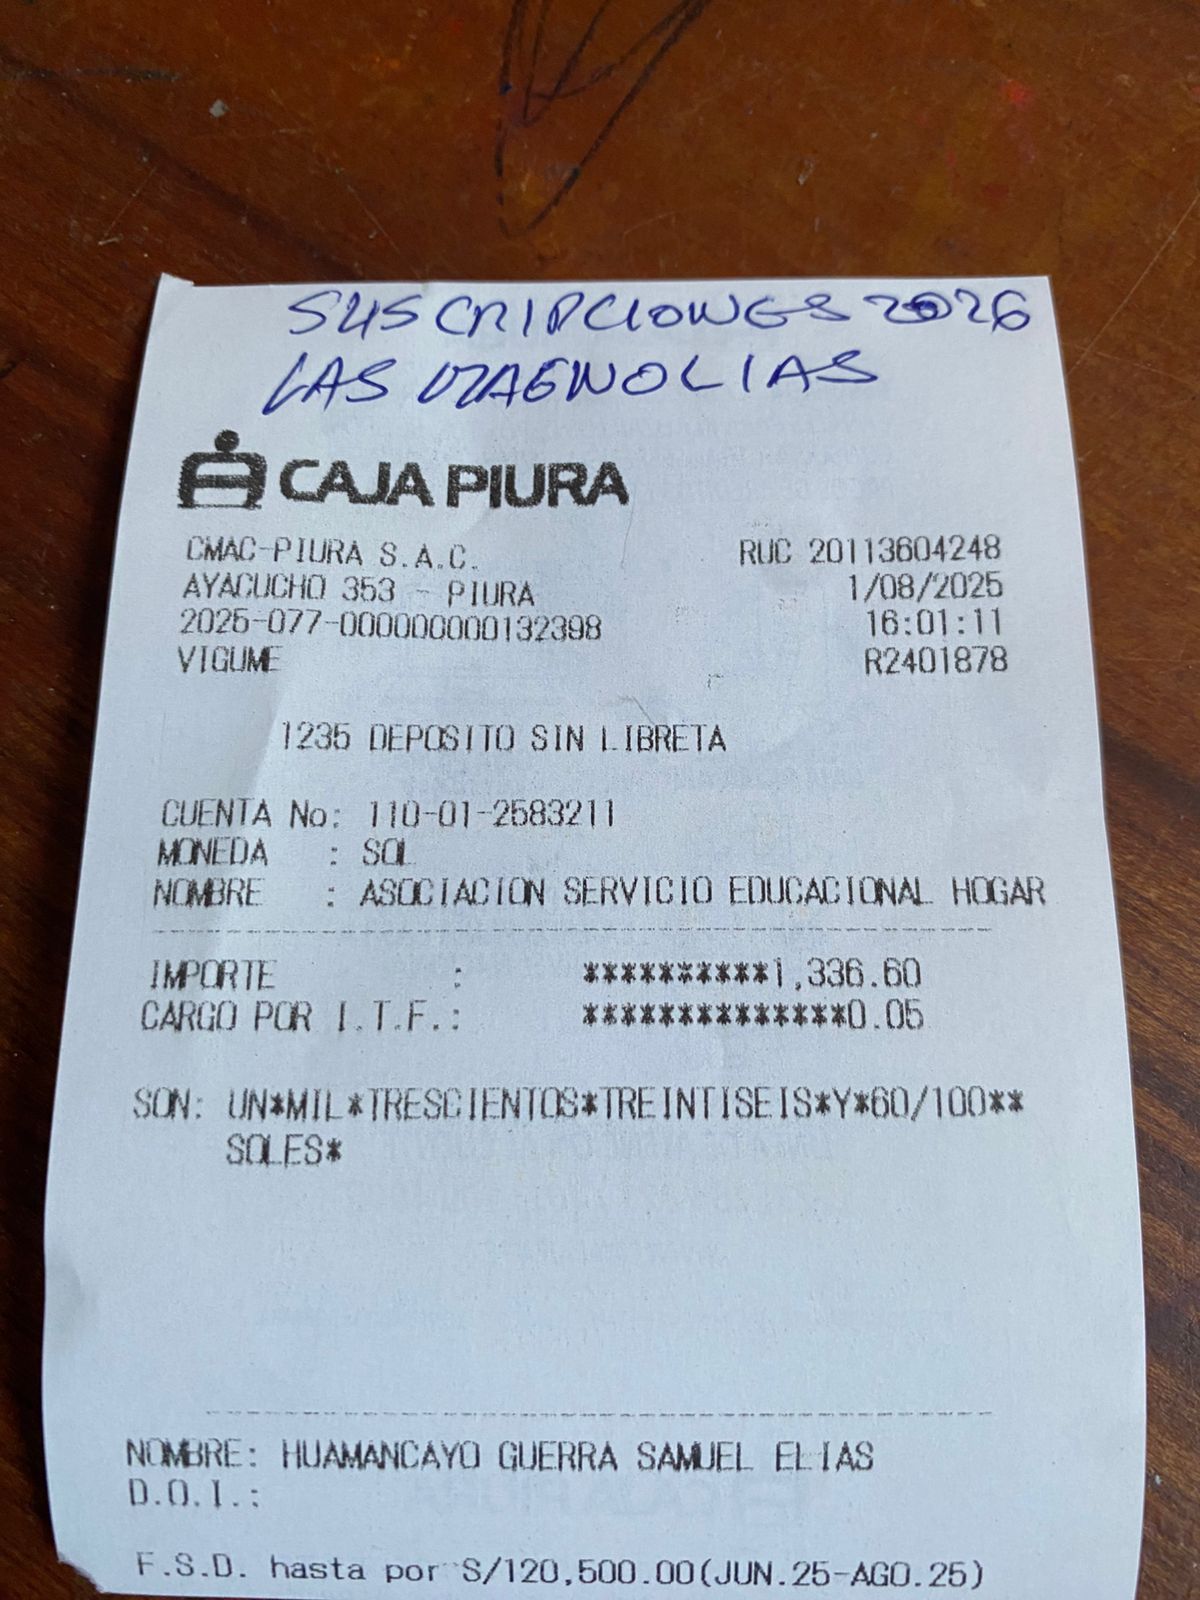 SUSCRIPCIONES 2026
LAS MAGNOLIAS
CAJA PIURA
CMAC-PIURA S.A.C. RUC 20113604248
AYACUCHO 353 - PIURA 1/08/2025
2025-077-000000000132398 16:01:11
VIGUME R2401878
1235 DEPOSITO SIN LIBRETA
CUENTA No: 110-01-2583211
MONEDA : SOL
NOMBRE : ASOCIACION SERVICIO EDUCACIONAL HOGAR
IMPORTE : **********1,336.60
CARGO POR I.T.F.: **************0.05
SON: UN*MIL*TRESCIENTOS*TREINTISEIS*Y*60/100**
SOLES*
NOMBRE: HUAMANCAYO GUERRA SAMUEL ELIAS
D.O.I.:
F.S.D. hasta por S/120,500.00(JUN.25-AGO.25)